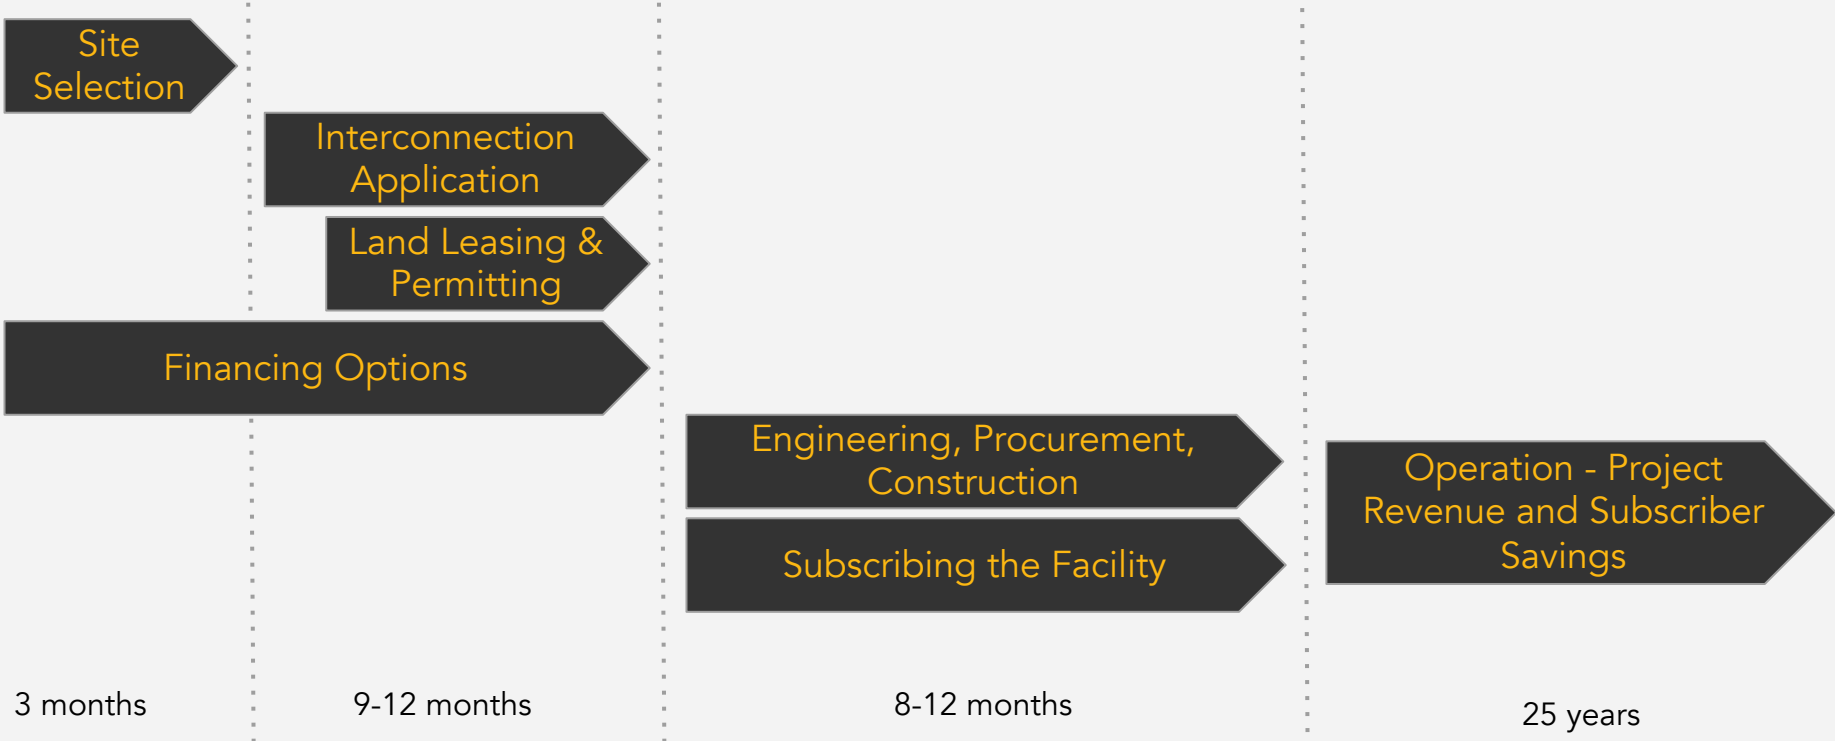 Site
Selection
Interconnection
Application
Land Leasing &
Permitting
Financing Options
Engineering, Procurement,
Construction
Subscribing the Facility
Operation - Project
Revenue and Subscriber
Savings
3 months
9-12 months
8-12 months
25 years